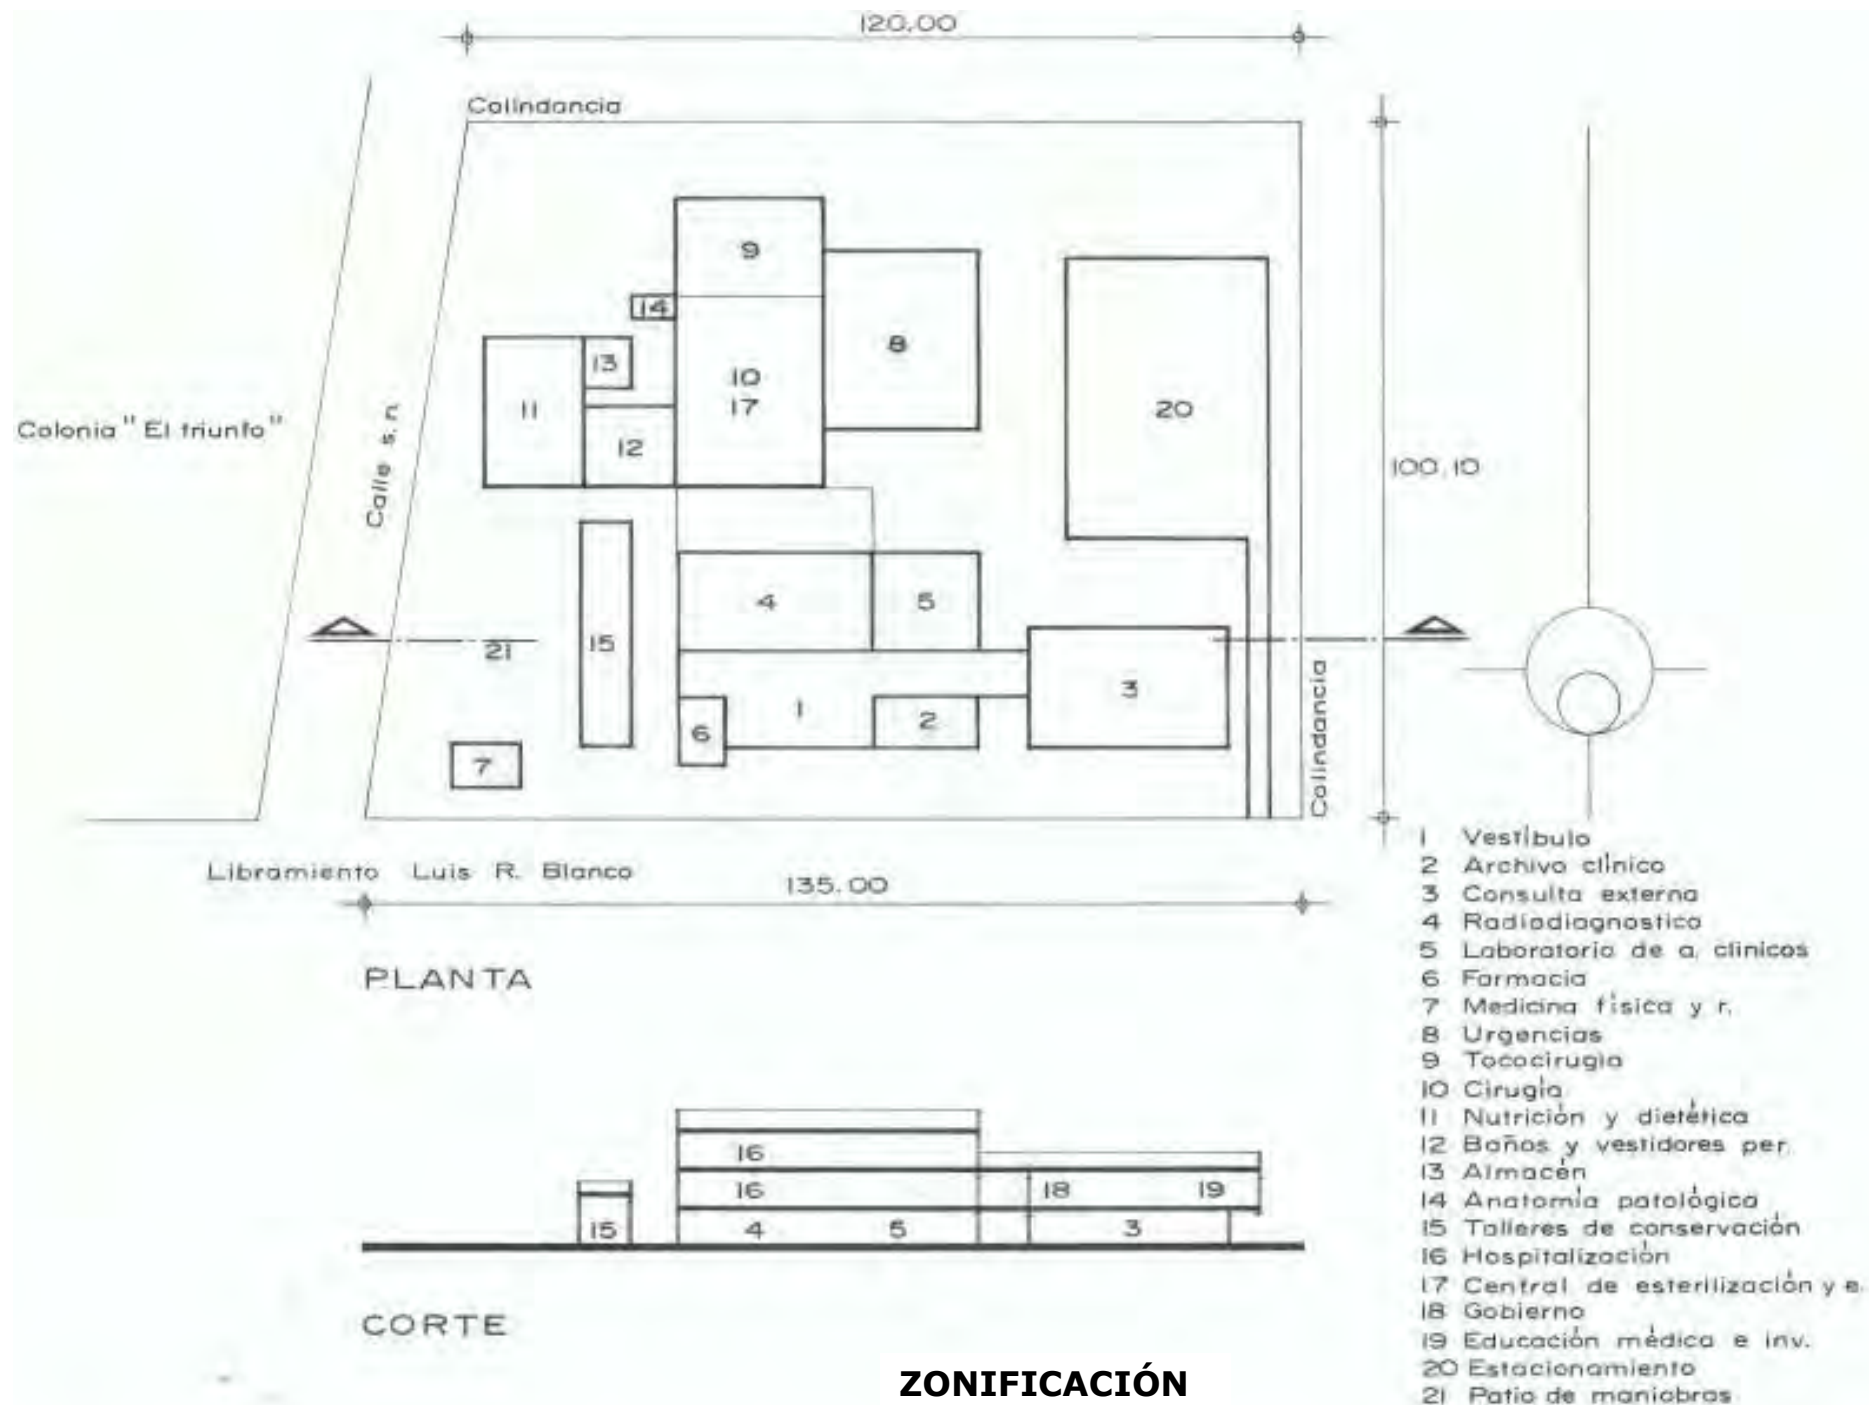 120.00
Colindancia
9
14
8
13
10
11
17
20
12
Colonia "El triunfo"
Calle s. n.
100.10
4
5
15
21
3
1
2
6
7
Colindancia
Libramiento Luis R. Blanco
135.00
PLANTA
1 Vestíbulo
2 Archivo clínico
3 Consulta externa
4 Radiodiagnostico
5 Laboratorio de a. clinicos
6 Farmacia
7 Medicina física y r.
8 Urgencias
9 Tococirugía
10 Cirugía
11 Nutrición y dietética
12 Baños y vestidores per.
13 Almacén
14 Anatomía patológica
15 Talleres de conservación
16 Hospitalización
17 Central de esterilización y e.
18 Gobierno
19 Educación médica e inv.
20 Estacionamiento
21 Patio de maniobras
16
16
18
19
15
4
5
3
CORTE
ZONIFICACIÓN